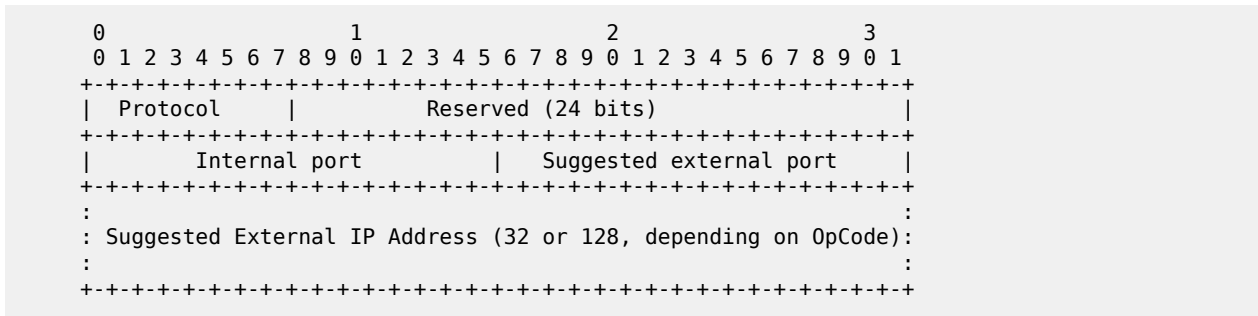 0                   1                   2                   3
 0 1 2 3 4 5 6 7 8 9 0 1 2 3 4 5 6 7 8 9 0 1 2 3 4 5 6 7 8 9 0 1
+-+-+-+-+-+-+-+-+-+-+-+-+-+-+-+-+-+-+-+-+-+-+-+-+-+-+-+-+-+-+-+-+
|  Protocol     |          Reserved (24 bits)                   |
+-+-+-+-+-+-+-+-+-+-+-+-+-+-+-+-+-+-+-+-+-+-+-+-+-+-+-+-+-+-+-+-+
|        Internal port          |   Suggested external port     |
+-+-+-+-+-+-+-+-+-+-+-+-+-+-+-+-+-+-+-+-+-+-+-+-+-+-+-+-+-+-+-+-+
:                                                               :
: Suggested External IP Address (32 or 128, depending on OpCode):
:                                                               :
+-+-+-+-+-+-+-+-+-+-+-+-+-+-+-+-+-+-+-+-+-+-+-+-+-+-+-+-+-+-+-+-+